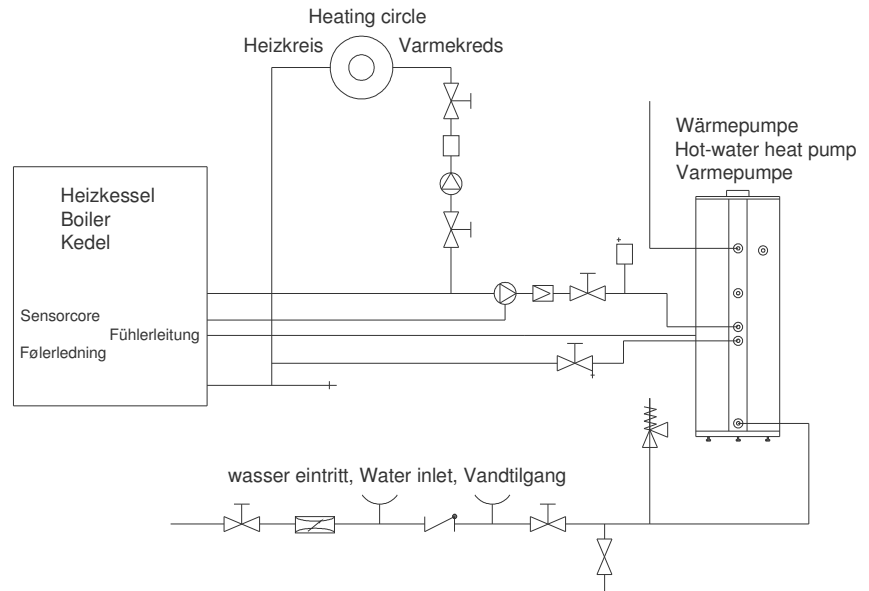 Heating circle
Heizkreis
Varmekreds
Wärmepumpe
Hot-water heat pump
Varmepumpe
Heizkessel
Boiler
Kedel
Sensorcore
Fühlerleitung
Følerledning
wasser eintritt, Water inlet, Vandtilgang